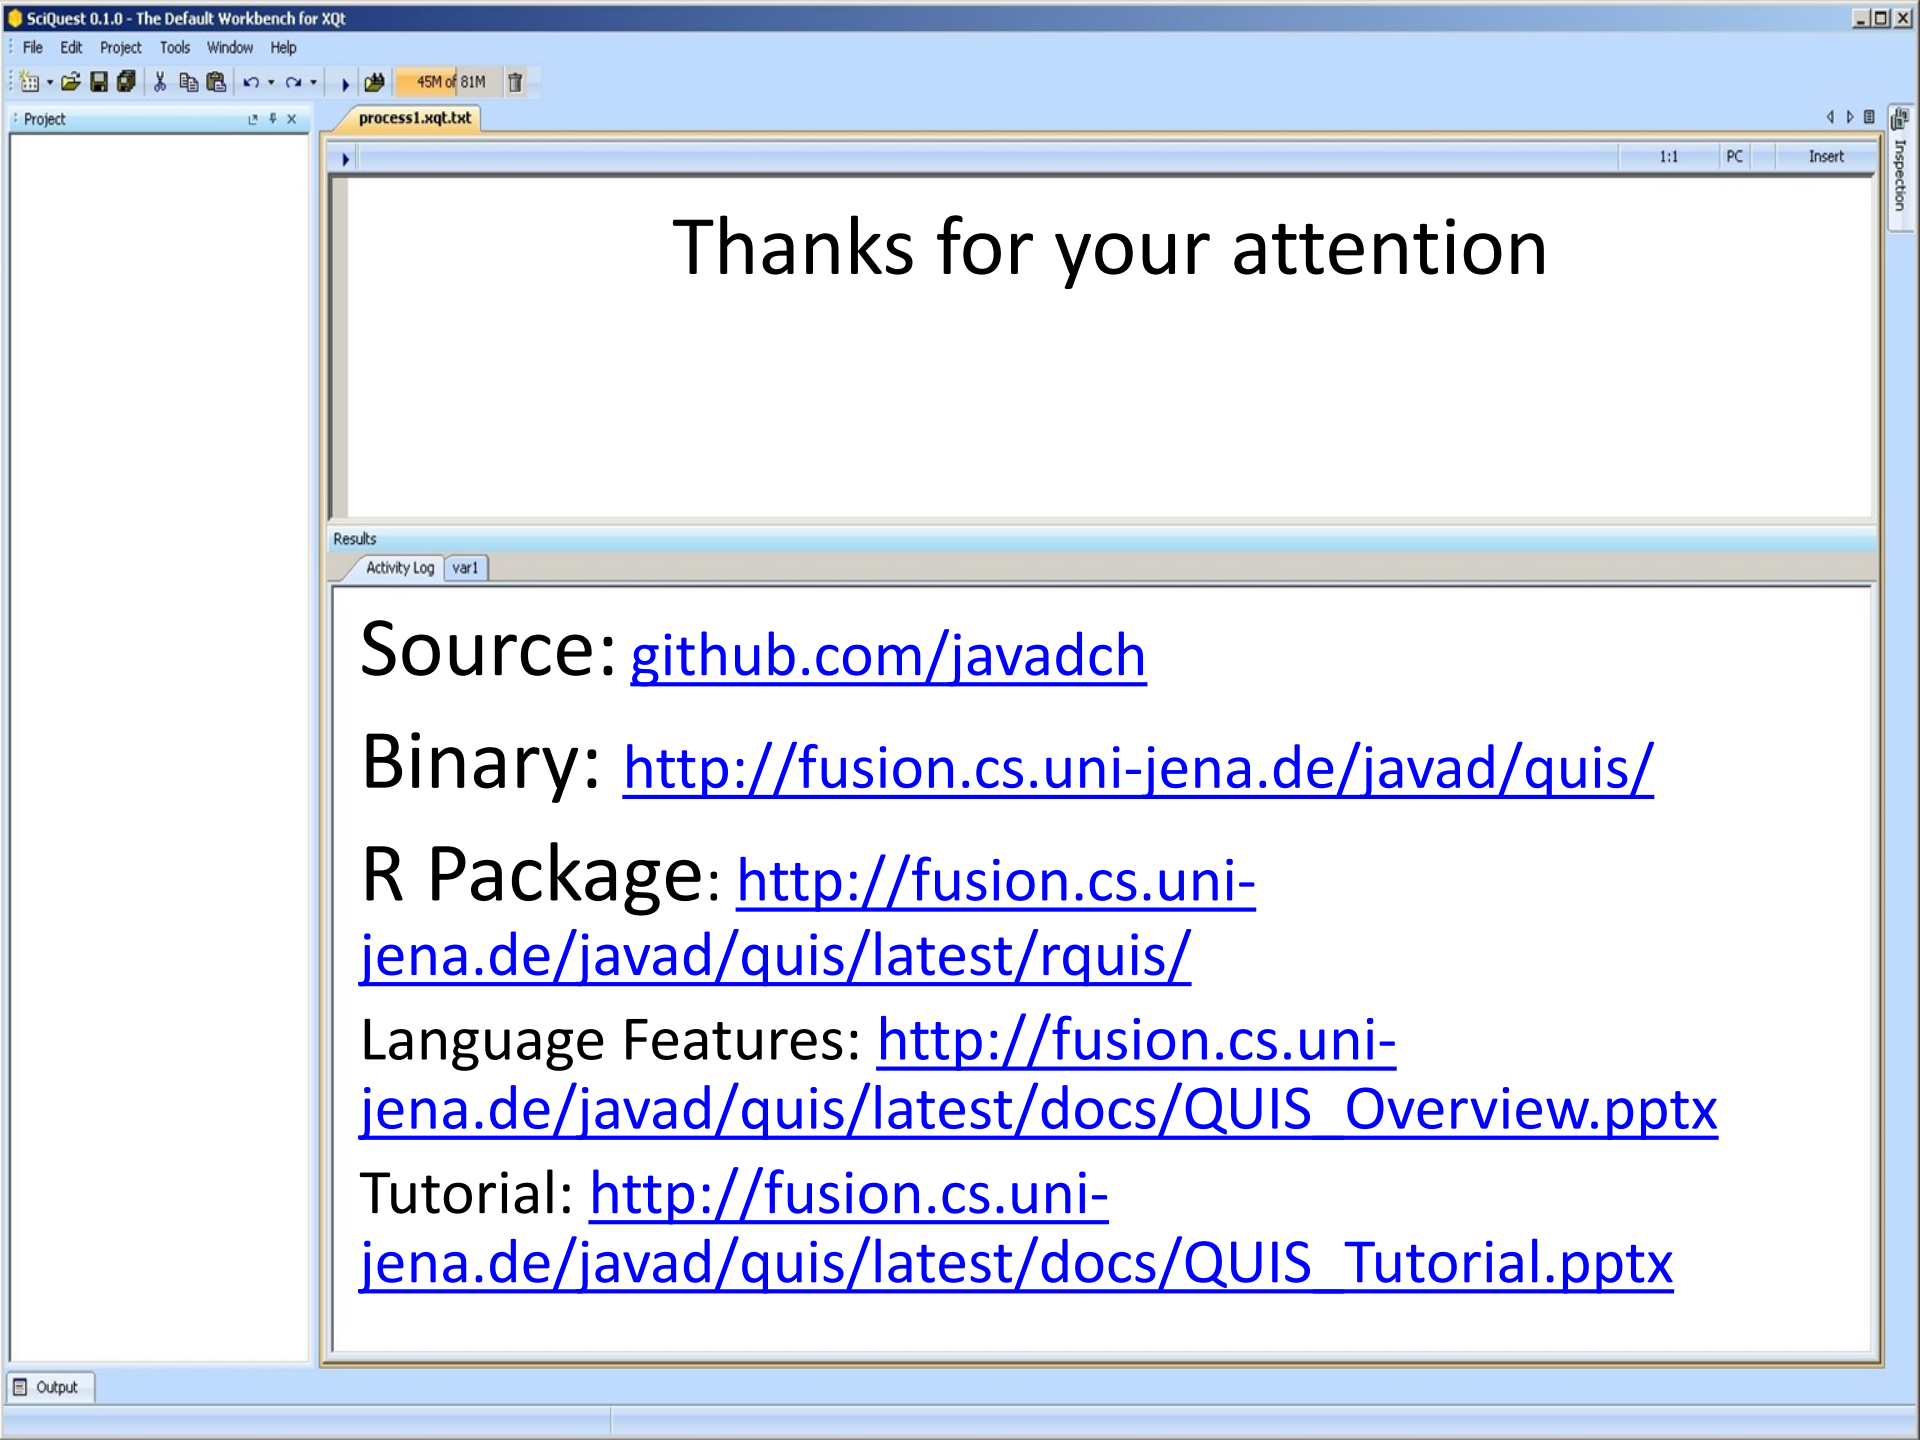 SciQuest 0.1.0 - The Default Workbench for XQt
File Edit Project Tools Window Help
45M of 81M
Project
process1.xqt.txt
Inspection
1:1 PC Insert
Thanks for your attention
Results
Activity Log var1
Source: github.com/javadch
Binary: http://fusion.cs.uni-jena.de/javad/quis/
R Package: http://fusion.cs.uni-
jena.de/javad/quis/latest/rquis/
Language Features: http://fusion.cs.uni-
jena.de/javad/quis/latest/docs/QUIS_Overview.pptx
Tutorial: http://fusion.cs.uni-
jena.de/javad/quis/latest/docs/QUIS_Tutorial.pptx
Output